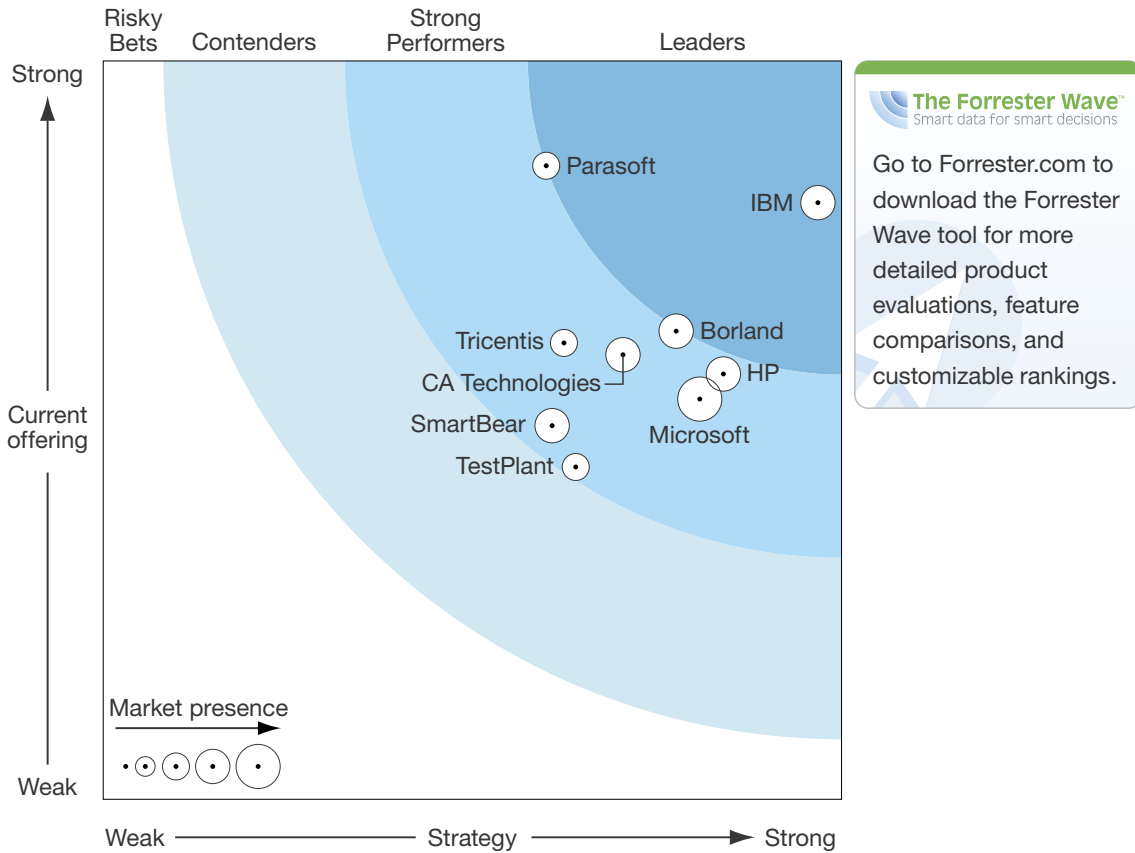 Risky
Bets
Contenders
Strong
Performers
Leaders
Strong
The Forrester Wave™
Smart data for smart decisions
Go to Forrester.com to
download the Forrester
Wave tool for more
detailed product
evaluations, feature
comparisons, and
customizable rankings.
Parasoft
IBM
Borland
Tricentis
CA Technologies
HP
SmartBear
Microsoft
TestPlant
Current
offering
Market presence
Weak
Weak
Strategy
Strong